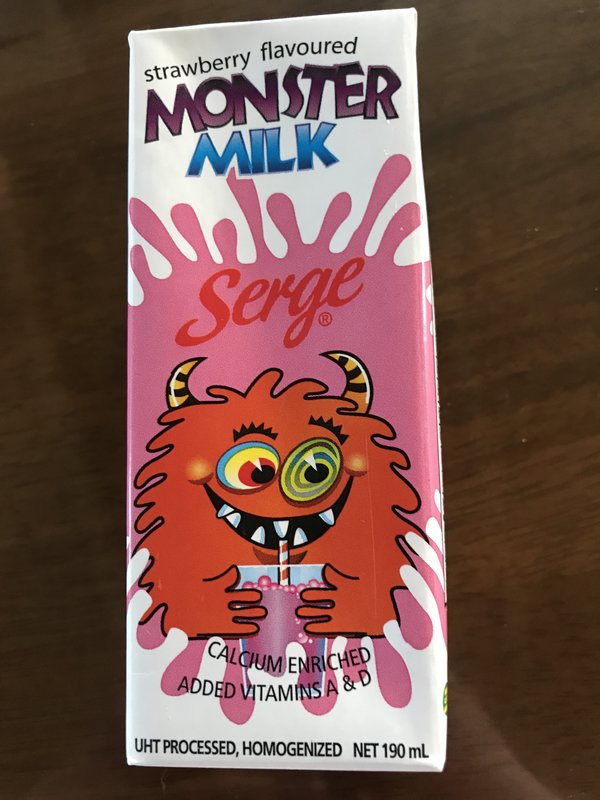 strawberry flavoured
MONSTER
MILK
Serge®
CALCIUM ENRICHED
ADDED VITAMINS A & D
UHT PROCESSED, HOMOGENIZED NET 190 mL